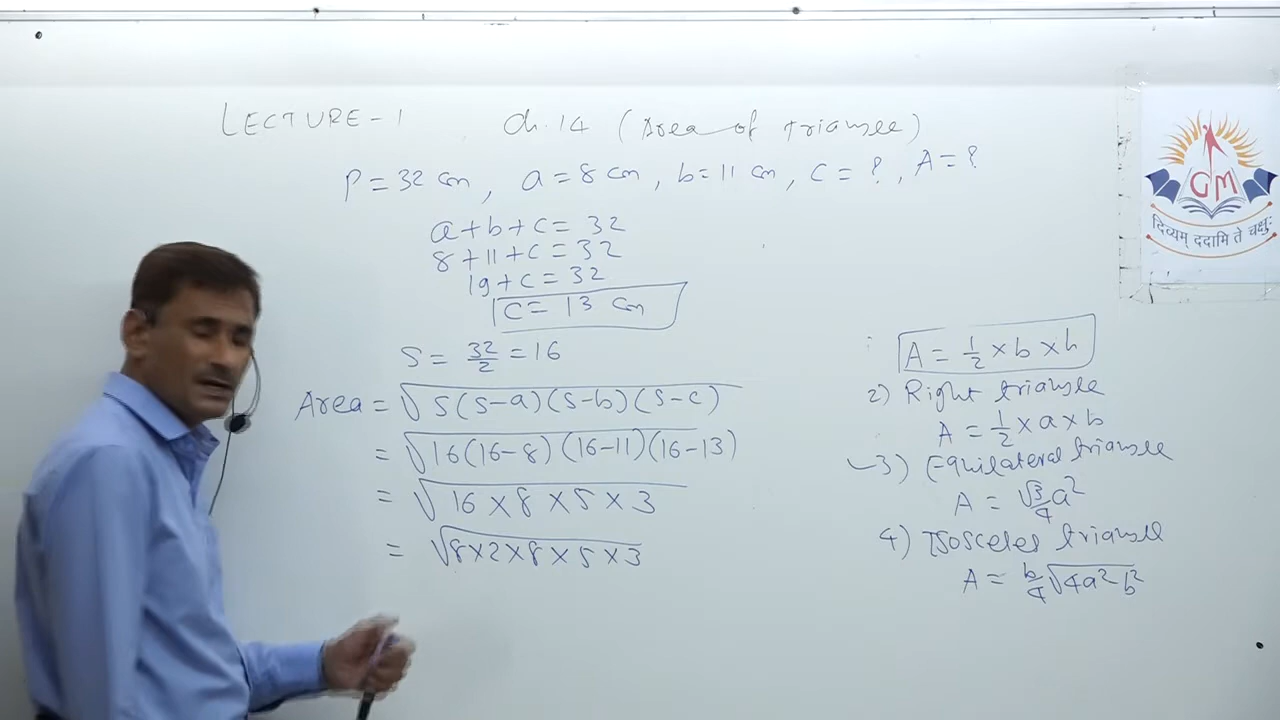 LECTURE-1 Ch.14 (Area of triangle)
P = 32 cm, a = 8 cm, b = 11 cm, C = ?, A = ?
a+b+c = 32
8+11+c = 32
19+c = 32
c = 13 cm
S = 32/2 = 16
Area = √S(S-a)(S-b)(S-c)
= √16(16-8)(16-11)(16-13)
= √16×8×5×3
= √8×2×8×5×3
A = 1/2 × b × h
2) Right triangle
A = 1/2 × a × b
3) Equilateral triangle
A = √3/4 a²
4) Isosceles triangle
A = b/4 √4a²-b²
GM
दिव्यम् ददामि ते चक्षुः